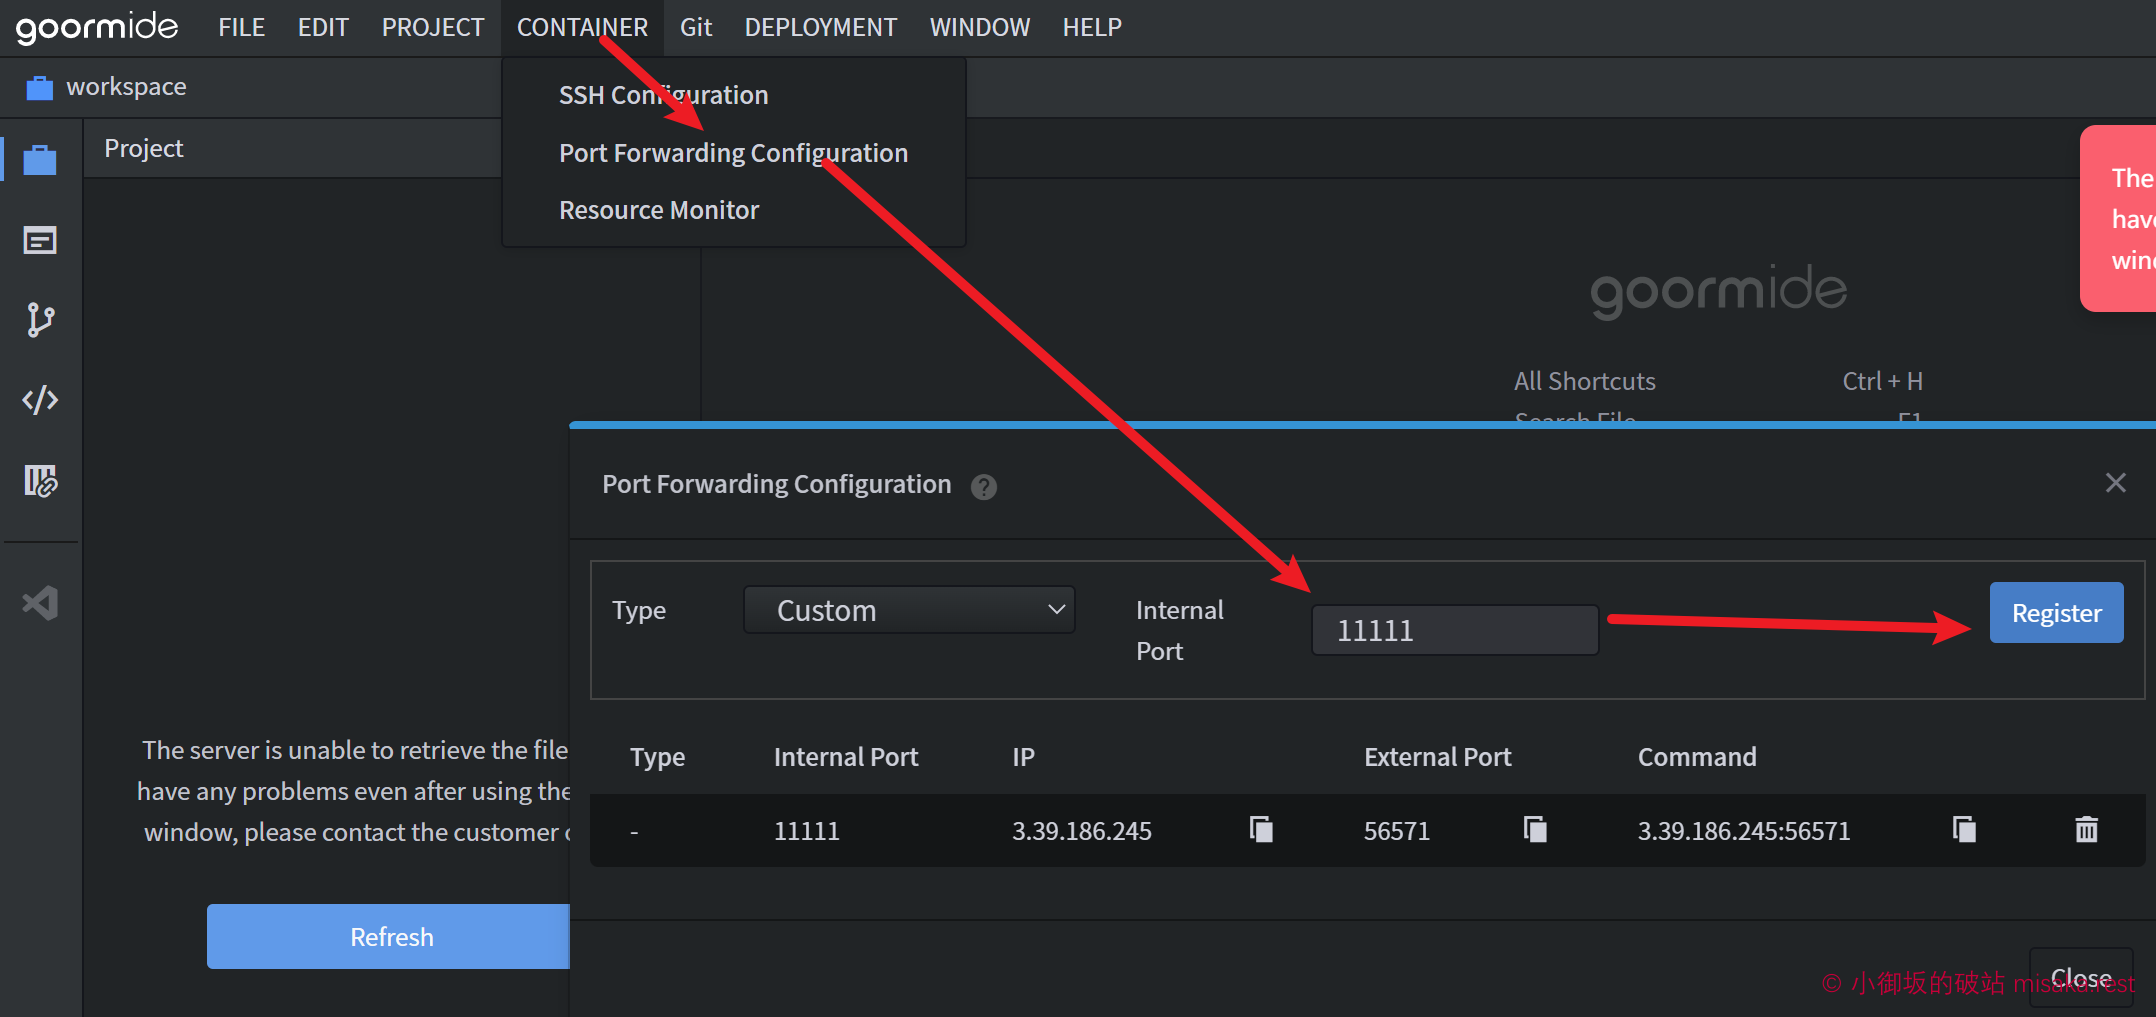 goormide FILE EDIT PROJECT CONTAINER Git DEPLOYMENT WINDOW HELP
workspace
SSH Configuration
Port Forwarding Configuration
Resource Monitor
Project
The
have
wind
goormide
All Shortcuts Ctrl + H
Search File F1
Port Forwarding Configuration ?
Type Custom Internal Port 11111 Register
Type Internal Port IP External Port Command
- 11111 3.39.186.245 56571 3.39.186.245:56571
The server is unable to retrieve the file
have any problems even after using the
window, please contact the customer
Refresh
Close
© 小御坂的破站 misaka.rest